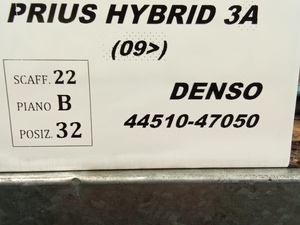 PRIUS HYBRID 3A
(09>)
SCAFF. 22
PIANO B
POSIZ. 32
DENSO
44510-47050